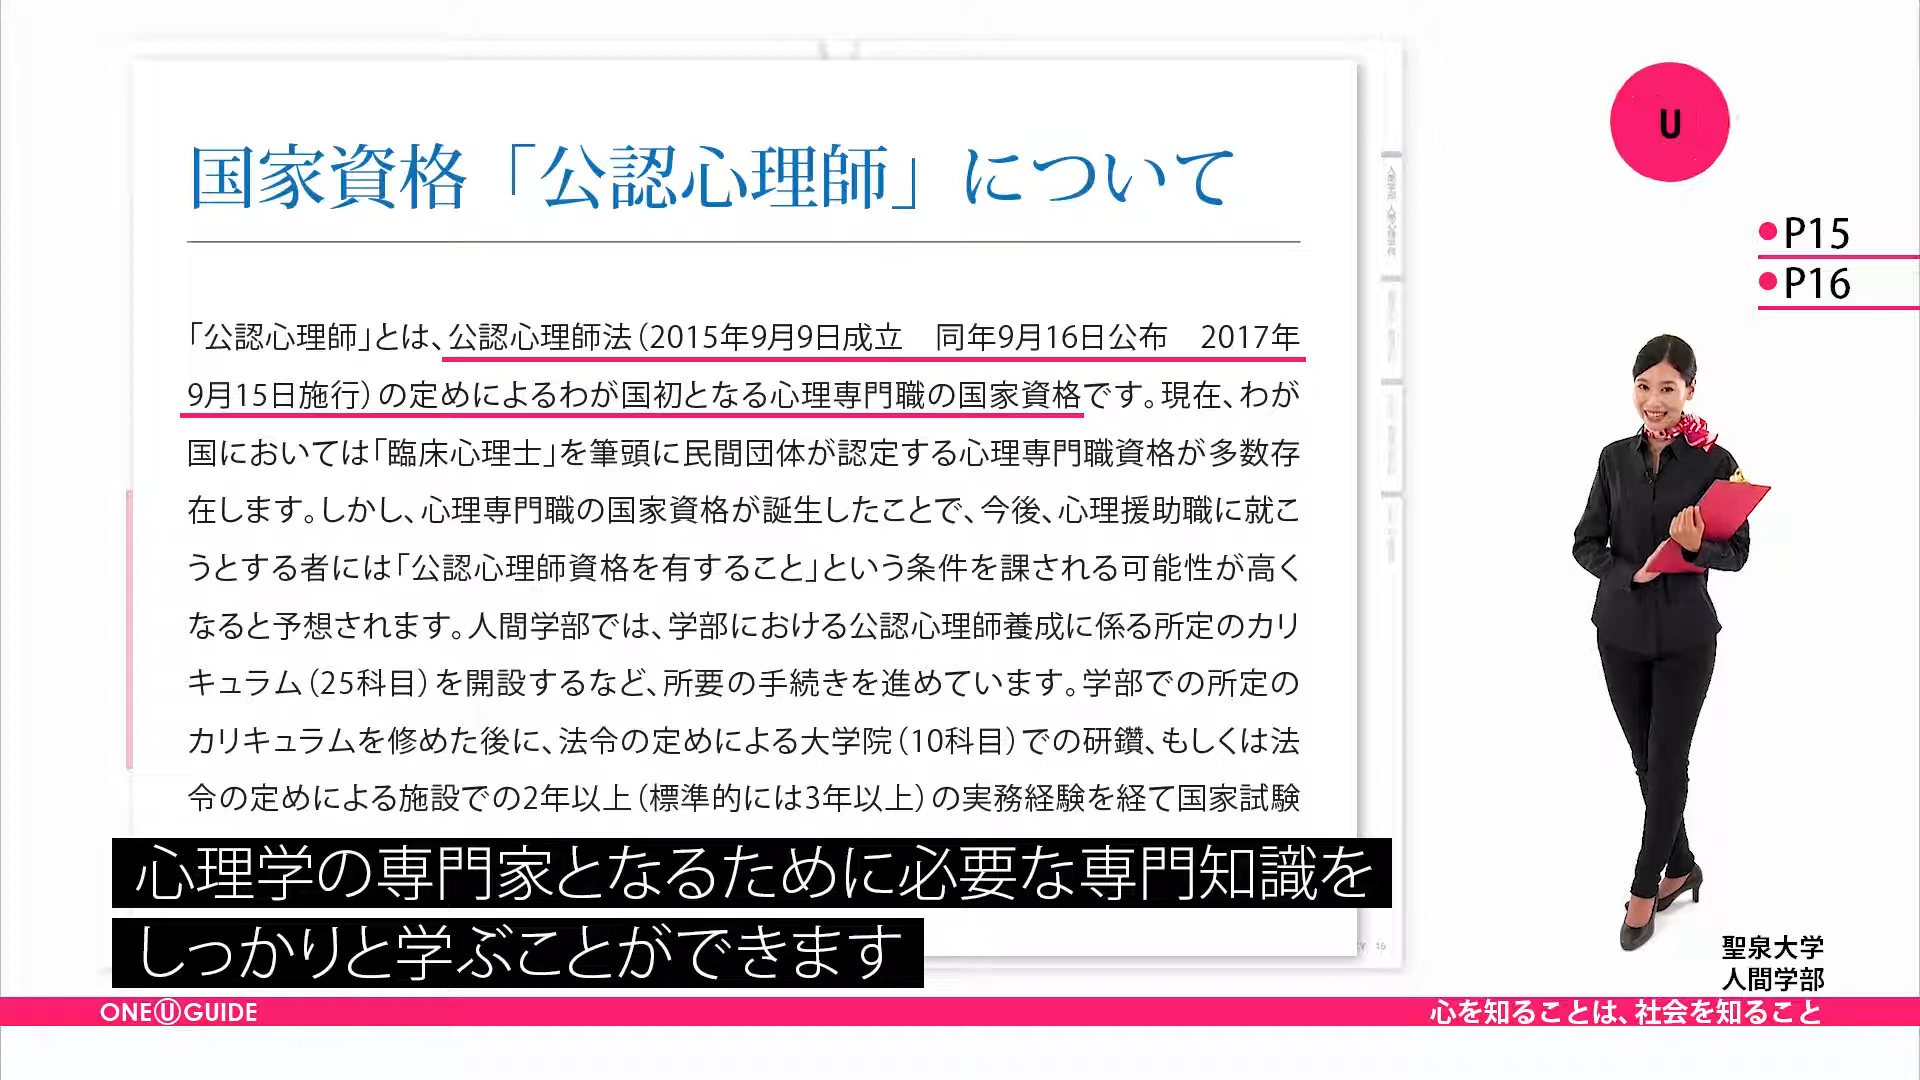 国家資格「公認心理師」について
「公認心理師」とは、公認心理師法（2015年9月9日成立　同年9月16日公布　2017年
9月15日施行）の定めによるわが国初となる心理専門職の国家資格です。現在、わが
国においては「臨床心理士」を筆頭に民間団体が認定する心理専門職資格が多数存
在します。しかし、心理専門職の国家資格が誕生したことで、今後、心理援助職に就こ
うとする者には「公認心理師資格を有すること」という条件を課される可能性が高く
なると予想されます。人間学部では、学部における公認心理師養成に係る所定のカリ
キュラム（25科目）を開設するなど、所要の手続きを進めています。学部での所定の
カリキュラムを修めた後に、法令の定めによる大学院（10科目）での研鑽、もしくは法
令の定めによる施設での2年以上（標準的には3年以上）の実務経験を経て国家試験
心理学の専門家となるために必要な専門知識を
しっかりと学ぶことができます
U
P15
P16
16
聖泉大学
人間学部
ONEⓊGUIDE
心を知ることは、社会を知ること